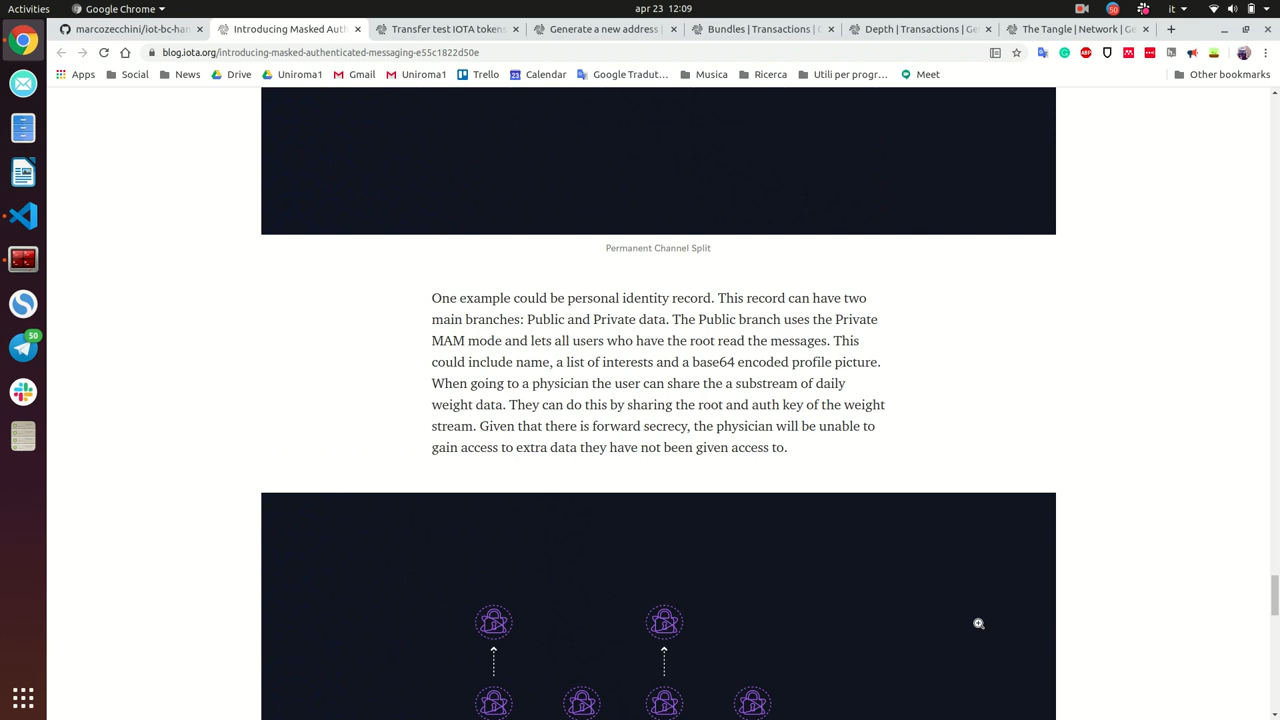 Activities
Google Chrome
apr 23 12:09
50
it
marcozecchini/iot-bc-han
Introducing Masked Auth
Transfer test IOTA tokens
Generate a new address |
Bundles | Transactions | G
Depth | Transactions | Get
The Tangle | Network | Ge
blog.iota.org/introducing-masked-authenticated-messaging-e55c1822d50e
Apps
Social
News
Drive
Uniroma1
Gmail
Uniroma1
Trello
23
Calendar
Google Tradut...
Musica
Ricerca
Utili per progr...
Meet
Other bookmarks
50
Permanent Channel Split
One example could be personal identity record. This record can have two
main branches: Public and Private data. The Public branch uses the Private
MAM mode and lets all users who have the root read the messages. This
could include name, a list of interests and a base64 encoded profile picture.
When going to a physician the user can share the a substream of daily
weight data. They can do this by sharing the root and auth key of the weight
stream. Given that there is forward secrecy, the physician will be unable to
gain access to extra data they have not been given access to.